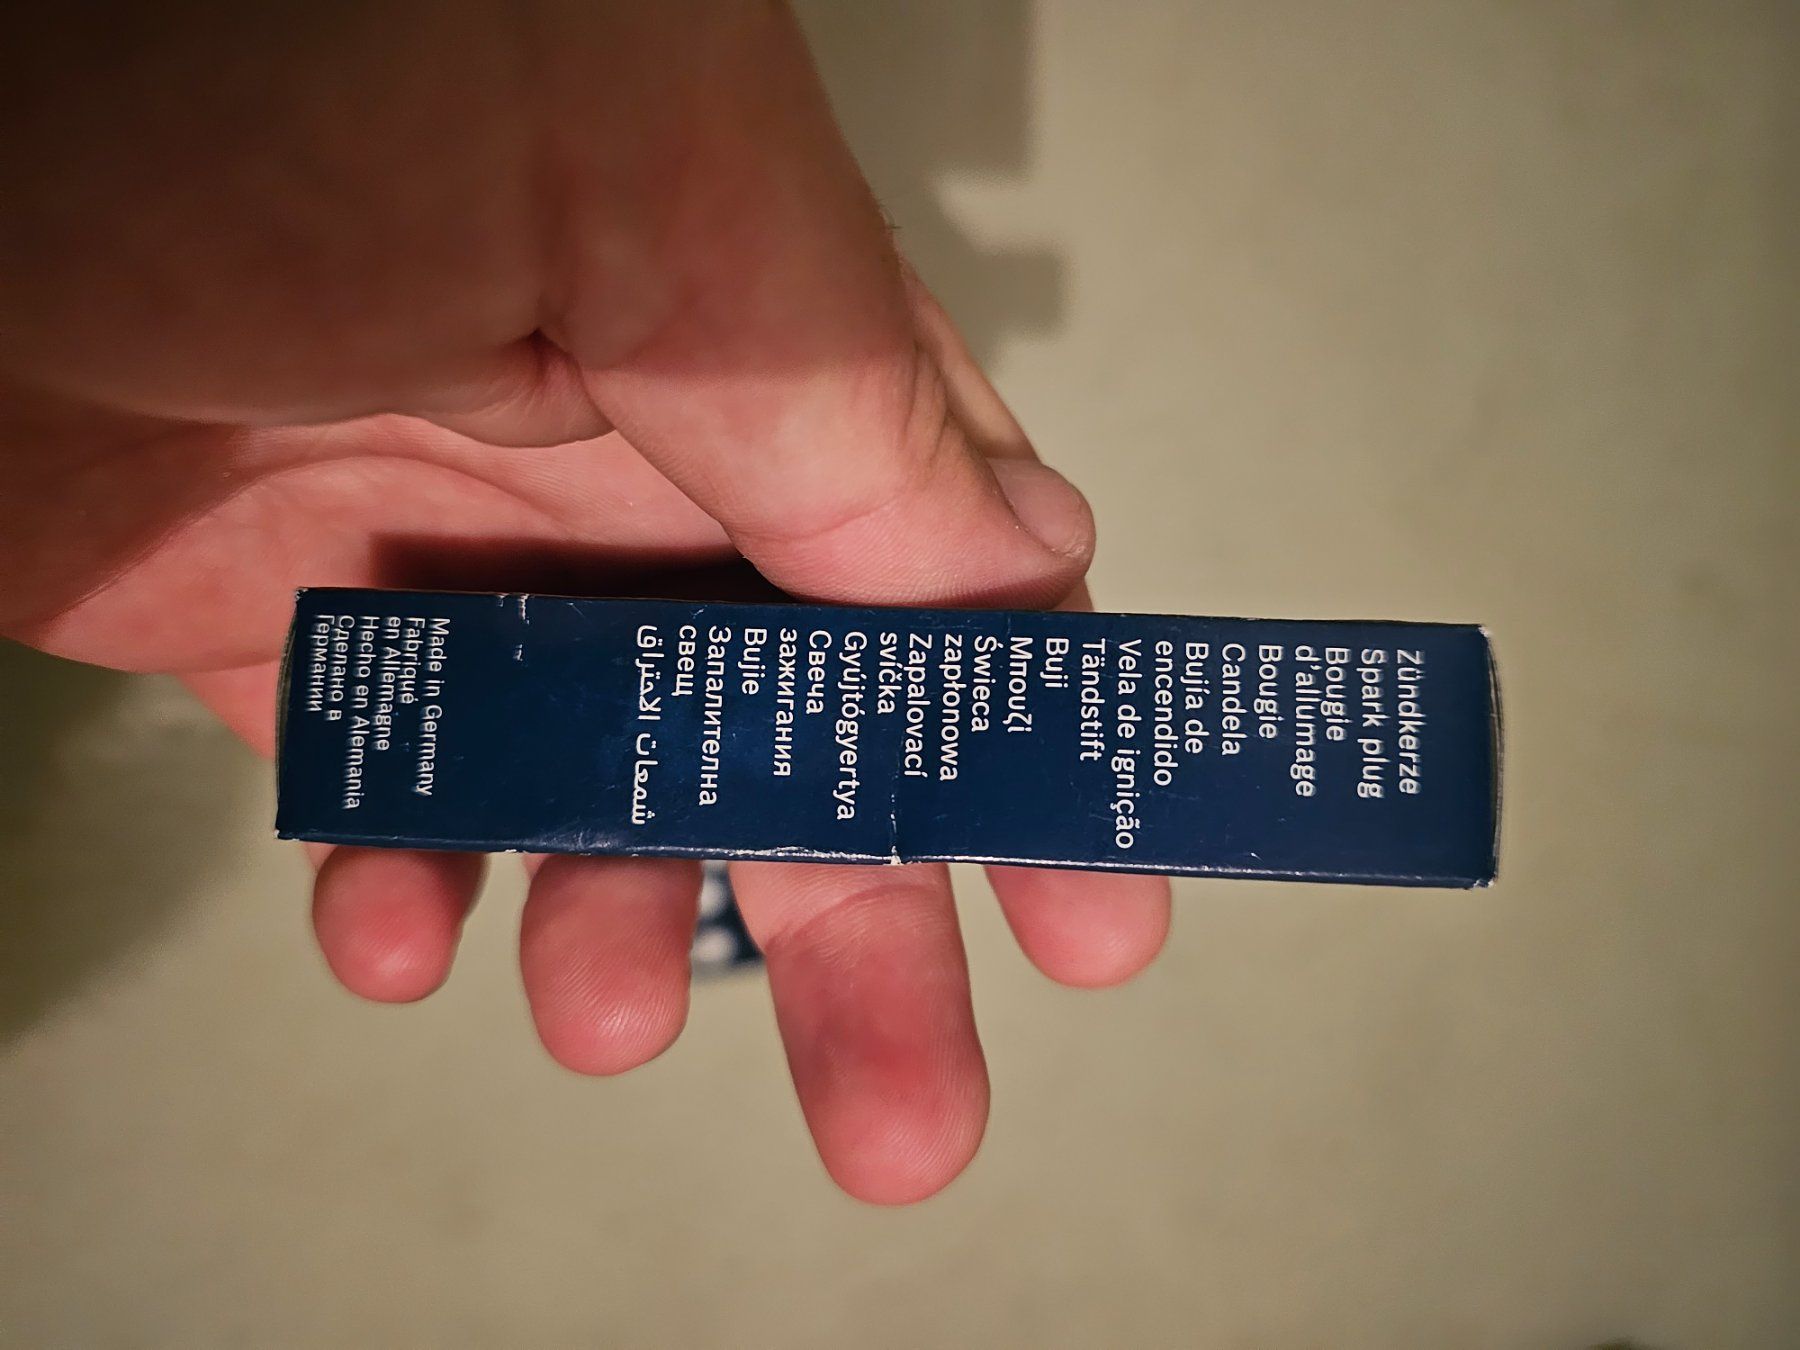 Zündkerze
Spark plug
Bougie
d'allumage
Bougie
Candela
Bujía de
encendido
Vela de ignição
Tändstift
Buji
Μπουζί
Świeca
zapłonowa
Zapalovací
svíčka
Gyújtógyertya
Свеча
зажигания
Bujie
Запалителна
свещ
شمعات الاحتراق
Made in Germany
Fabriqué
en Allemagne
Hecho en Alemania
Сделано в
Германии